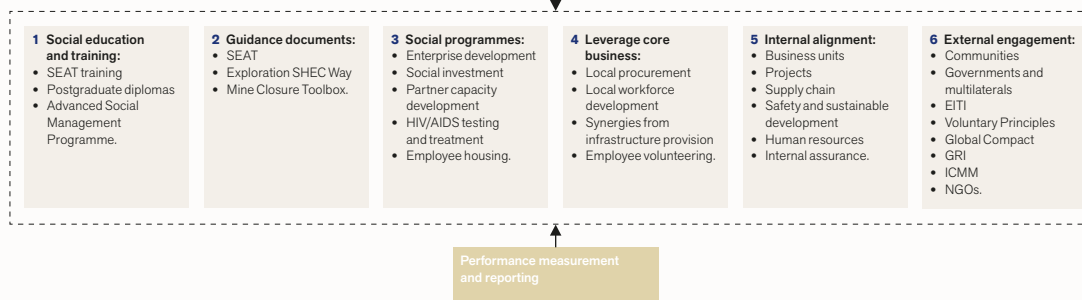 1 Social education
and training:
• SEAT training
• Postgraduate diplomas
• Advanced Social
Management
Programme.
2 Guidance documents:
• SEAT
• Exploration SHEC Way
• Mine Closure Toolbox.
3 Social programmes:
• Enterprise development
• Social investment
• Partner capacity
development
• HIV/AIDS testing
and treatment
• Employee housing.
4 Leverage core
business:
• Local procurement
• Local workforce
development
• Synergies from
infrastructure provision
• Employee volunteering.
5 Internal alignment:
• Business units
• Projects
• Supply chain
• Safety and sustainable
development
• Human resources
• Internal assurance.
6 External engagement:
• Communities
• Governments and
multilaterals
• EITI
• Voluntary Principles
• Global Compact
• GRI
• ICMM
• NGOs.
Performance measurement
and reporting